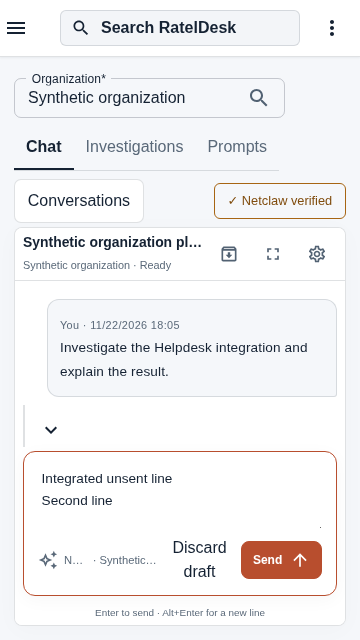 Search RatelDesk
Organization*
Synthetic organization
Chat Investigations Prompts
Conversations
✓ Netclaw verified
Synthetic organization pl…
Synthetic organization · Ready
You · 11/22/2026 18:05
Investigate the Helpdesk integration and
explain the result.
Integrated unsent line
Second line
N… · Synthetic…
Discard
draft
Send
Enter to send · Alt+Enter for a new line